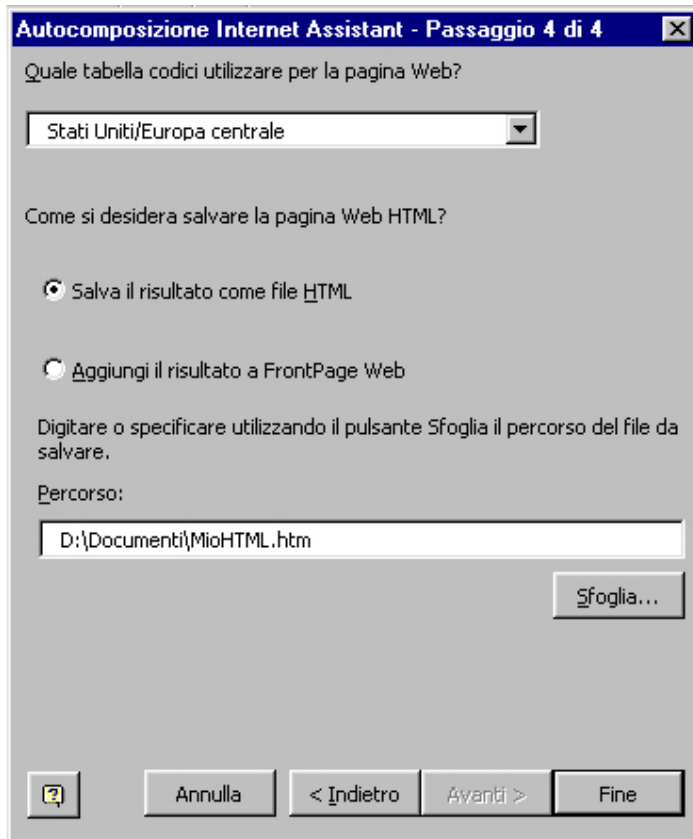 Autocomposizione Internet Assistant - Passaggio 4 di 4
Quale tabella codici utilizzare per la pagina Web?
Stati Uniti/Europa centrale
Come si desidera salvare la pagina Web HTML?
Salva il risultato come file HTML
Aggiungi il risultato a FrontPage Web
Digitare o specificare utilizzando il pulsante Sfoglia il percorso del file da
salvare.
Percorso:
D:\Documenti\MioHTML.htm
Sfoglia...
Annulla
< Indietro
Avanti >
Fine